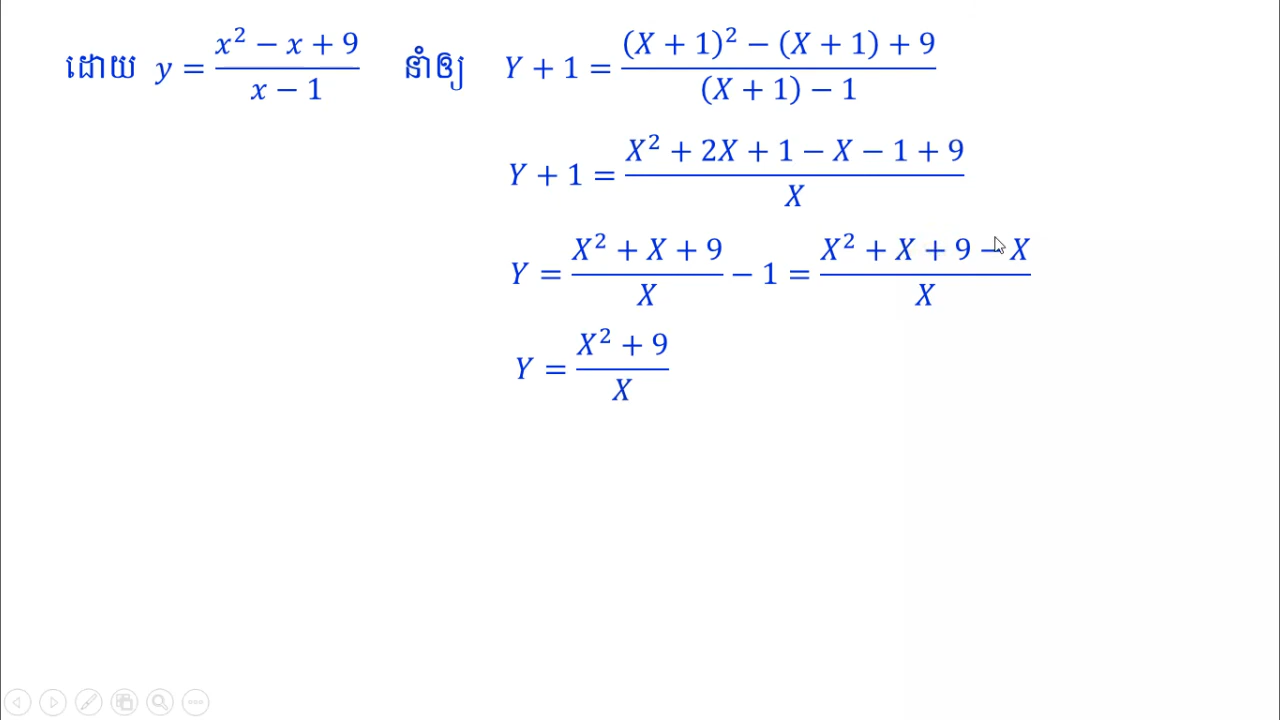 ដោយ y = (x² − x + 9)/(x − 1) នាំឲ្យ Y + 1 = ((X + 1)² − (X + 1) + 9)/((X + 1) − 1)
Y + 1 = (X² + 2X + 1 − X − 1 + 9)/X
Y = (X² + X + 9)/X − 1 = (X² + X + 9 − X)/X
Y = (X² + 9)/X